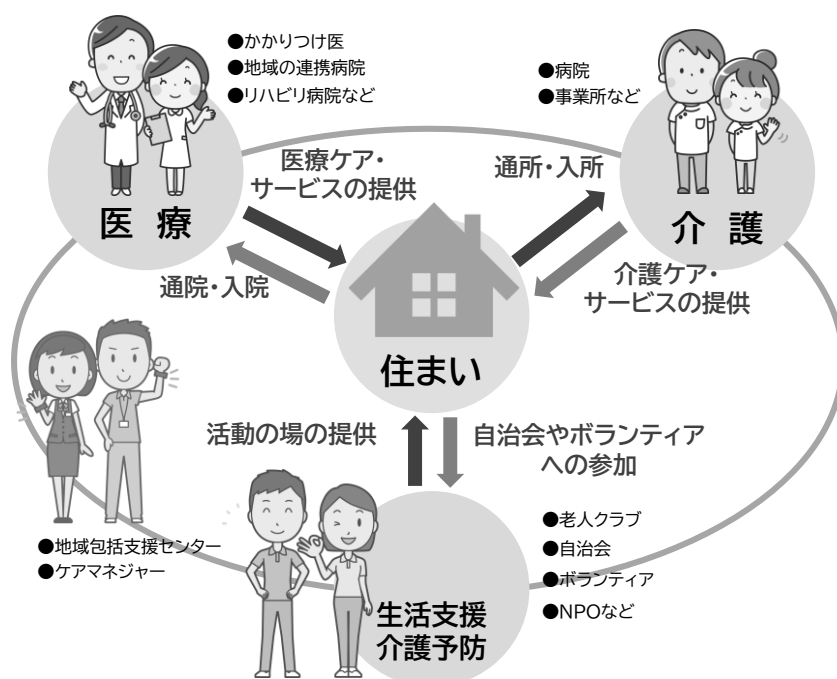 ●かかりつけ医
●地域の連携病院
●リハビリ病院など
●病院
●事業所など
医療ケア・
サービスの提供
通所・入所
医 療
介 護
通院・入院
介護ケア・
サービスの提供
住まい
活動の場の提供
自治会やボランティア
への参加
●地域包括支援センター
●ケアマネジャー
●老人クラブ
●自治会
●ボランティア
●NPOなど
生活支援
介護予防